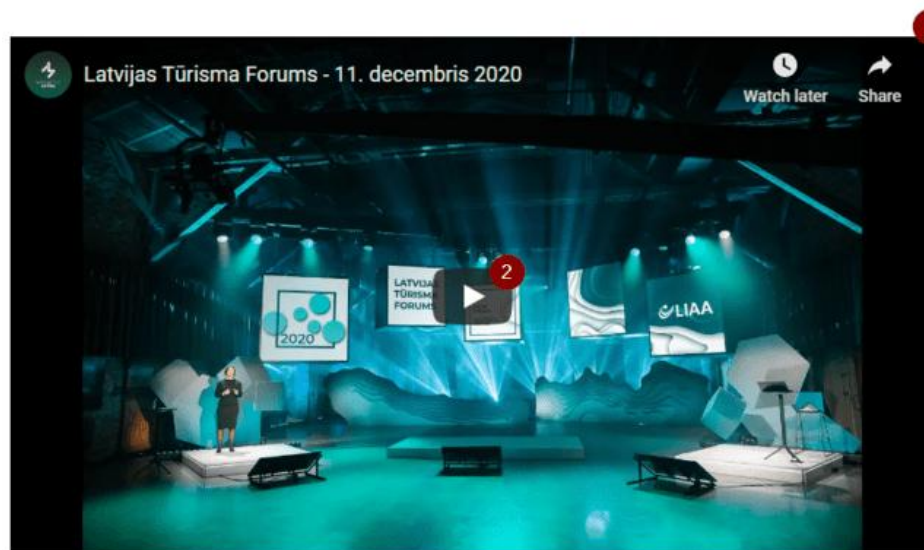 Latvijas Tūrisma Forums - 11. decembris 2020
Watch later
Share
2
LATVIJAS
TŪRISMA
FORUMS
2020
LIAA